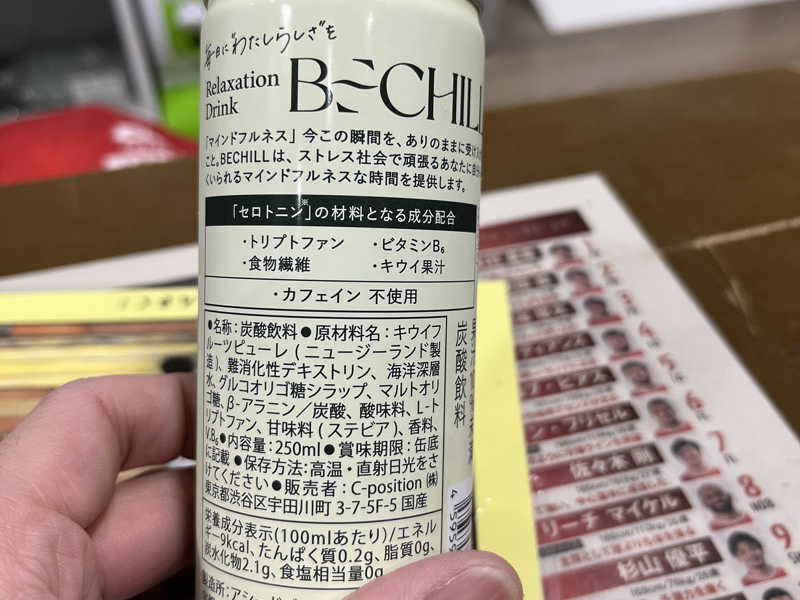 毎日に"わたしらしさ"を
Relaxation
Drink
BECHILL
「マインドフルネス」今この瞬間を、ありのままに受け
こと。BECHILLは、ストレス社会で頑張るあなたに自分
くいられるマインドフルネスな時間を提供します。
「セロトニン」※の材料となる成分配合
・トリプトファン ・ビタミンB₆
・食物繊維 ・キウイ果汁
・カフェイン 不使用
●名称：炭酸飲料●原材料名：キウイフ
ルーツピューレ(ニュージーランド製
造)、難消化性デキストリン、海洋深層
水、グルコオリゴ糖シラップ、マルトオリ
ゴ糖、β-アラニン／炭酸、酸味料、L-ト
リプトファン、甘味料(ステビア)、香料、
V.B₆●内容量：250ml●賞味期限：缶底
に記載●保存方法：高温・直射日光をさ
けてください●販売者：C-position㈱
東京都渋谷区宇田川町3-7-5F-5 国産
栄養成分表示(100mlあたり)/エネル
ギー9kcal、たんぱく質0.2g、脂質0g、
炭水化物2.1g、食塩相当量0g
炭酸飲料
4595
1
2
3
4
5
6
7
8
9
佐々木 剛
リーチ マイケル
杉山 優平